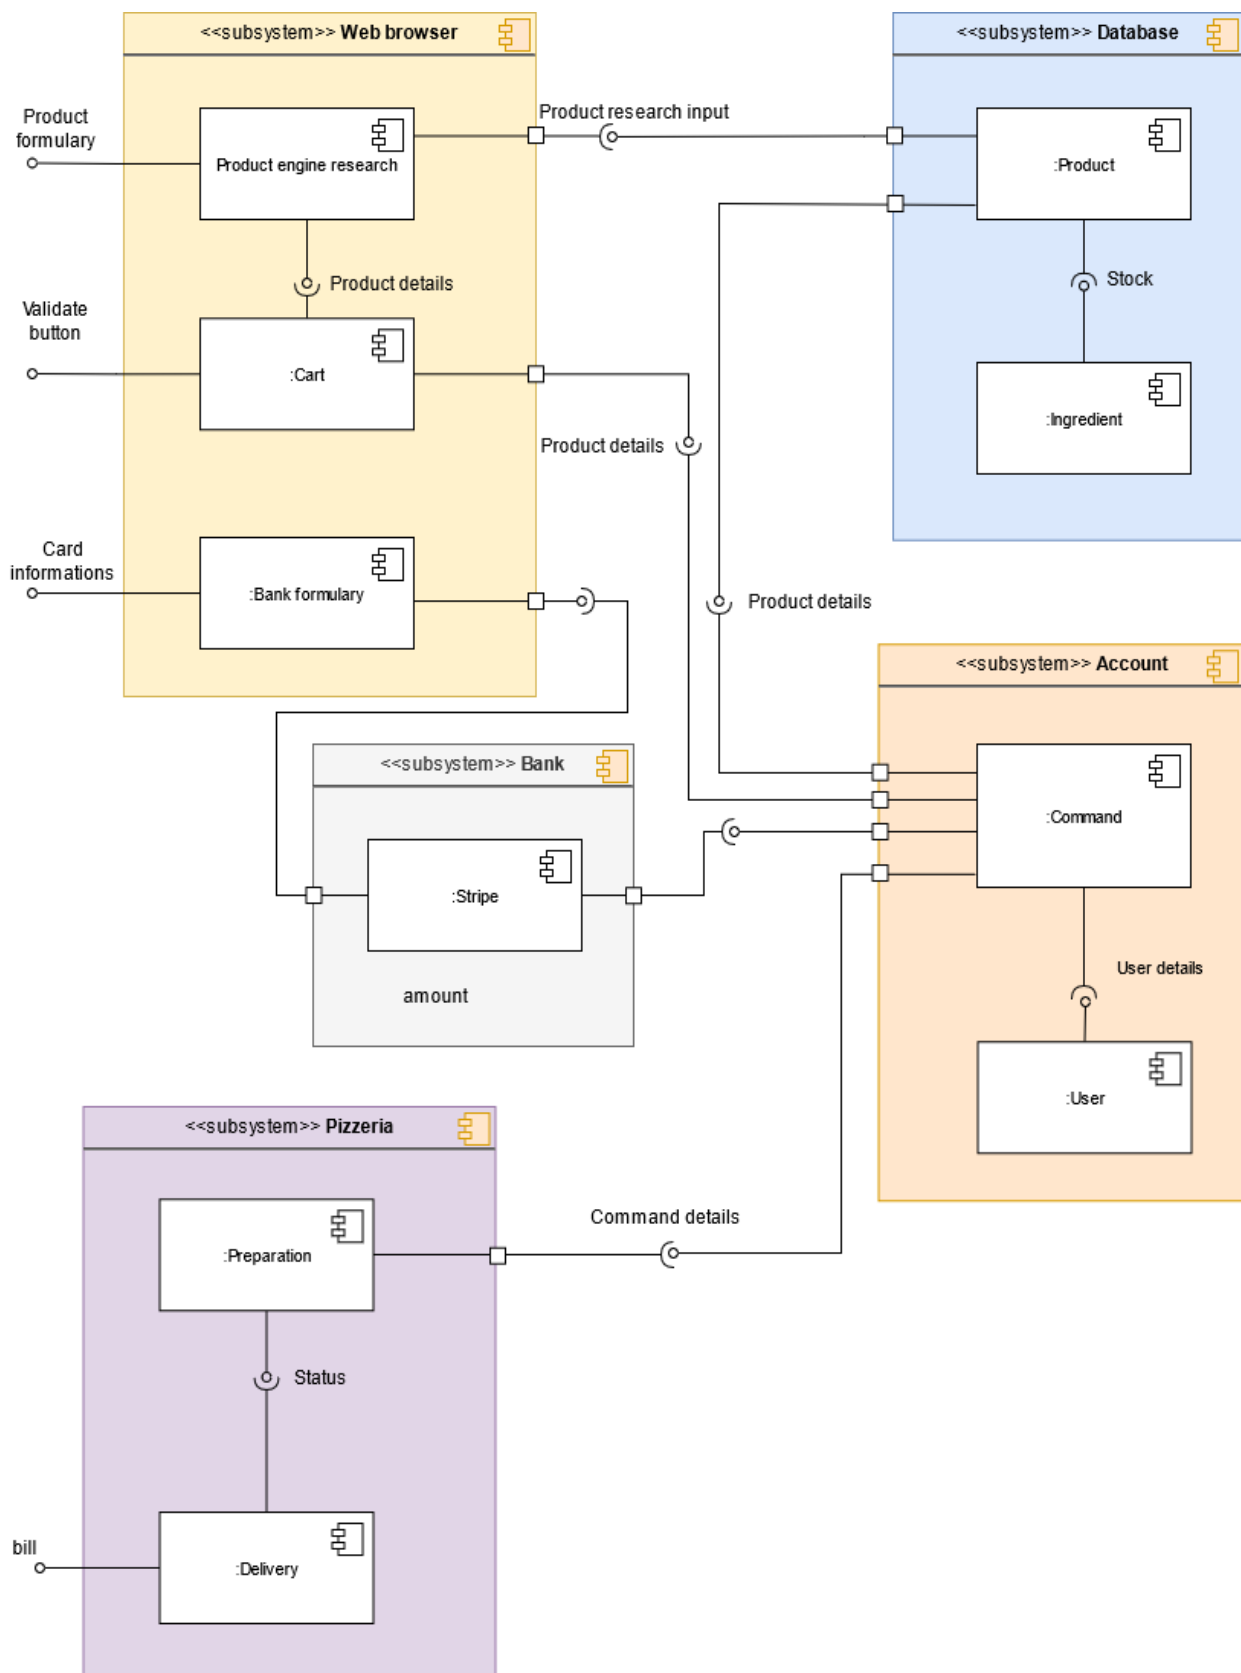 <<subsystem>> Web browser
<<subsystem>> Database
Product
formulary
Product research input
Product engine research
:Product
Product details
Stock
Validate
button
:Cart
:Ingredient
Product details
Card
informations
:Bank formulary
Product details
<<subsystem>> Account
<<subsystem>> Bank
:Command
:Stripe
User details
amount
:User
<<subsystem>> Pizzeria
Command details
:Preparation
Status
bill
:Delivery